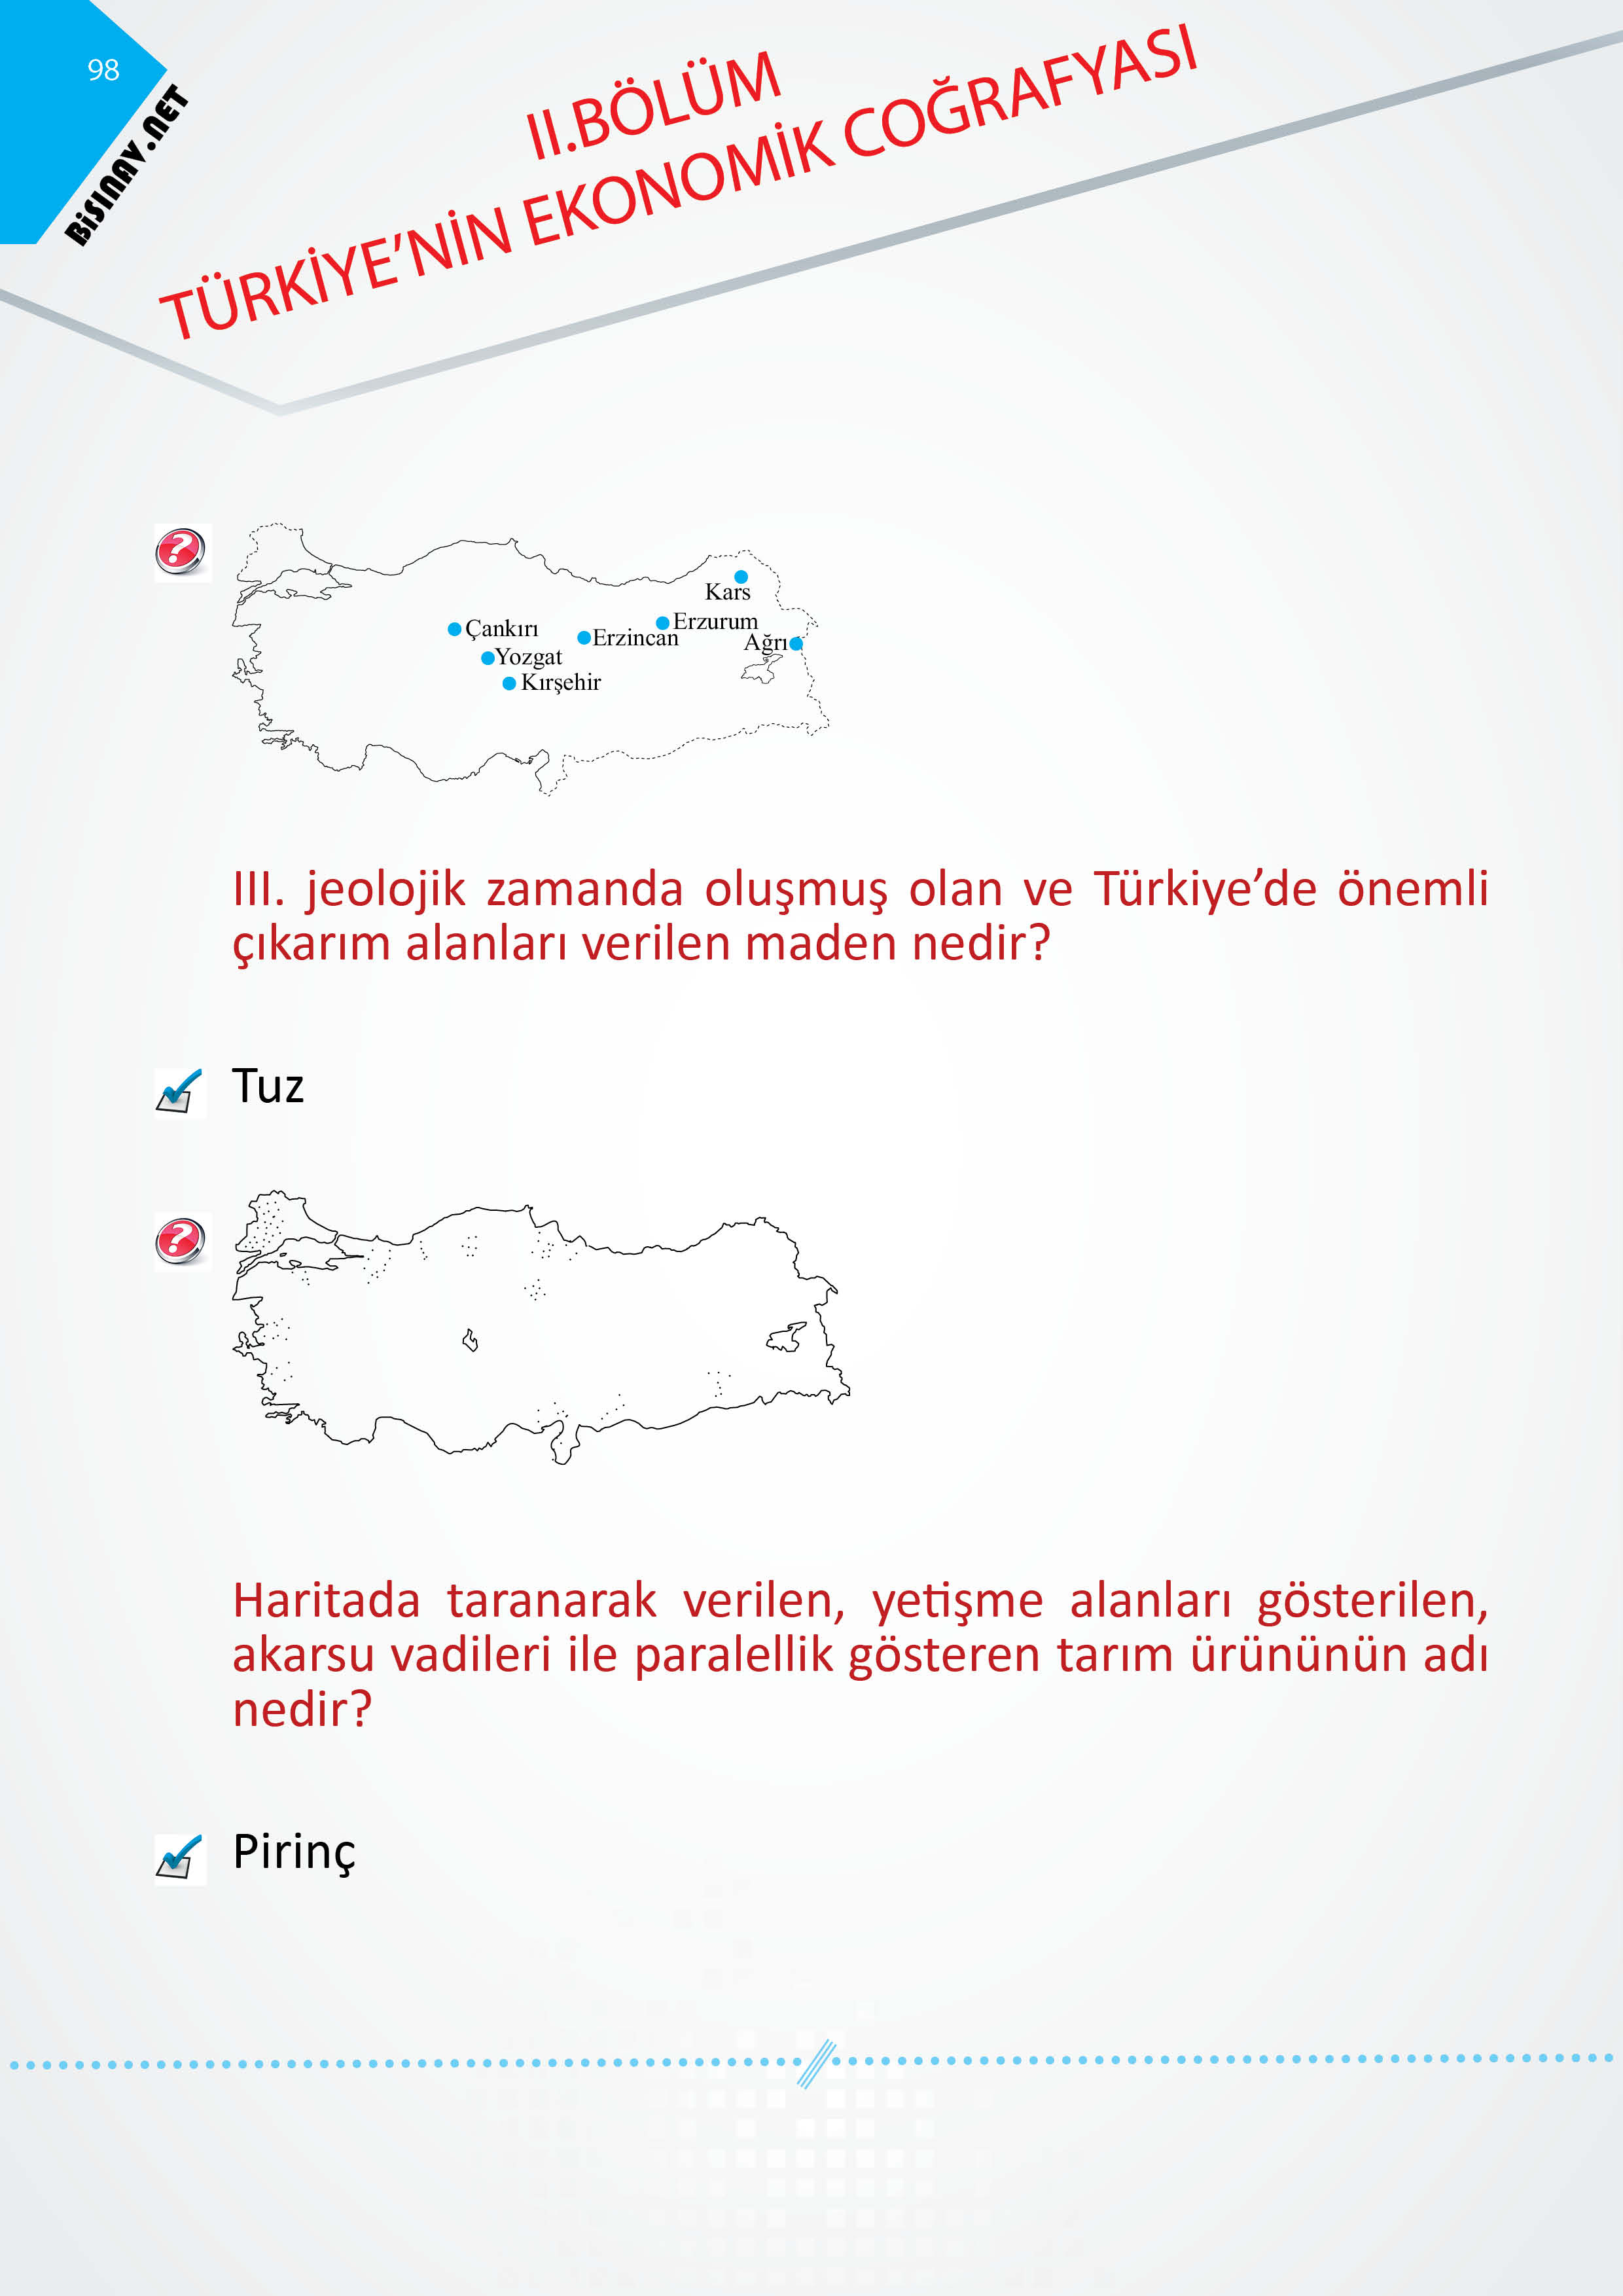 98
BiSINAV.NET
II.BÖLÜM
TÜRKİYE’NİN EKONOMİK COĞRAFYASI
Kars
Çankırı
Erzurum
Erzincan
Ağrı
Yozgat
Kırşehir
III. jeolojik zamanda oluşmuş olan ve Türkiye’de önemli
çıkarım alanları verilen maden nedir?
Tuz
Haritada taranarak verilen, yetişme alanları gösterilen,
akarsu vadileri ile paralellik gösteren tarım ürününün adı
nedir?
Pirinç